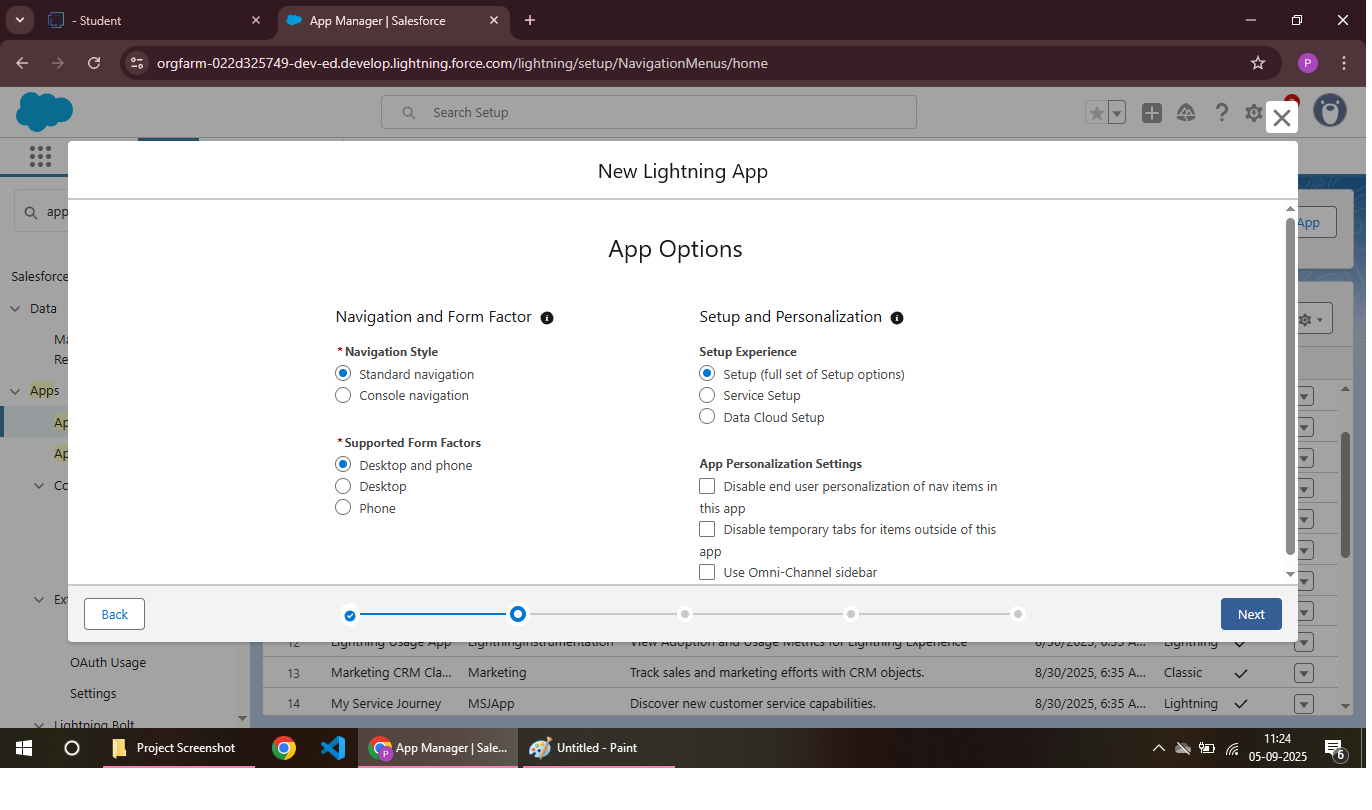 - Student
App Manager | Salesforce
orgfarm-022d325749-dev-ed.develop.lightning.force.com/lightning/setup/NavigationMenus/home
P
Search Setup
New Lightning App
app
App
App Options
Salesforce
Data
Navigation and Form Factor
Setup and Personalization
Ma
Re
* Navigation Style
Setup Experience
Standard navigation
Setup (full set of Setup options)
Apps
Console navigation
Service Setup
Data Cloud Setup
Ap
* Supported Form Factors
Ap
Desktop and phone
App Personalization Settings
Co
Desktop
Disable end user personalization of nav items in
this app
Phone
Disable temporary tabs for items outside of this
app
Use Omni-Channel sidebar
Ex
Back
Next
12 Lightning Usage App LightningInstrumentation View Adoption and Usage Metrics for Lightning Experience 8/30/2025, 6:35 A... Lightning
OAuth Usage
13 Marketing CRM Cla... Marketing Track sales and marketing efforts with CRM objects. 8/30/2025, 6:35 A... Classic
Settings
14 My Service Journey MSJApp Discover new customer service capabilities. 8/30/2025, 6:35 A... Lightning
Lightning Bolt
Project Screenshot
P
App Manager | Sale...
Untitled - Paint
11:24
05-09-2025
6